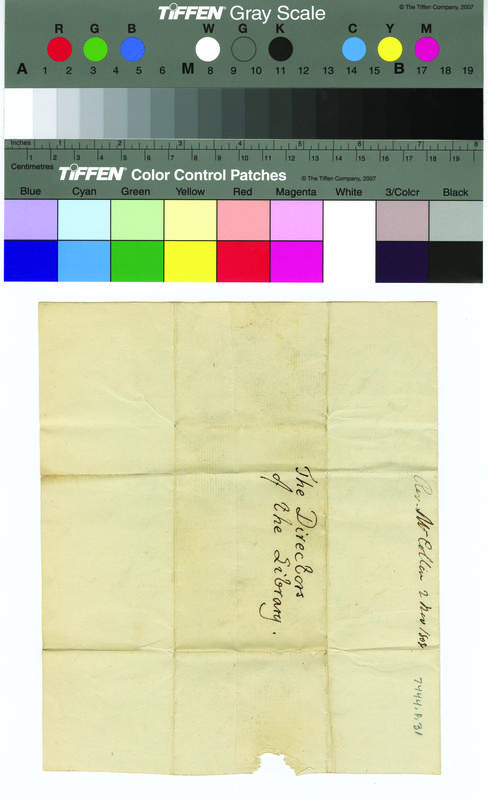 TIFFEN Gray Scale
© The Tiffen Company, 2007
R G B W G K C Y M
A 1 2 3 4 5 6 M 8 9 10 11 12 13 14 15 B 17 18 19
Inches 1 2 3 4 5 6 7 8
Centimetres 1 2 3 4 5 6 7 8 9 10 11 12 13 14 15 16 17 18 19
TIFFEN Color Control Patches
© The Tiffen Company, 2007
Blue Cyan Green Yellow Red Magenta White 3/Color Black
The Directors
of the Library.
Rev. Mr Collen 2 Nov
7444.F.31